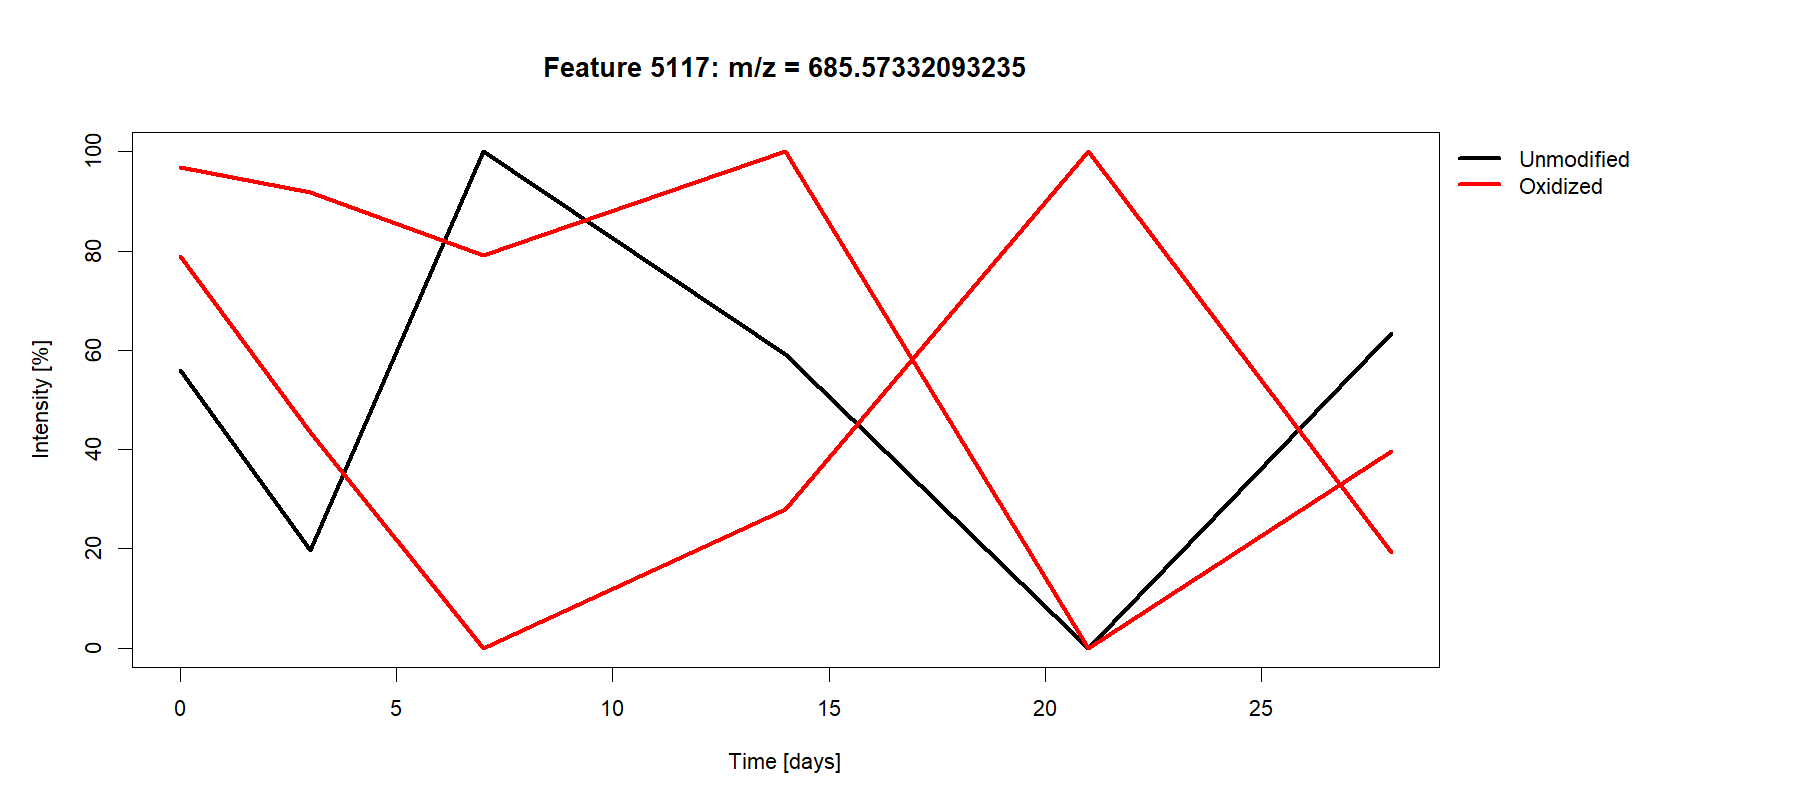 Feature 5117: m/z = 685.57332093235
Unmodified
Oxidized
Intensity [%]
100
80
60
40
20
0
0 5 10 15 20 25
Time [days]